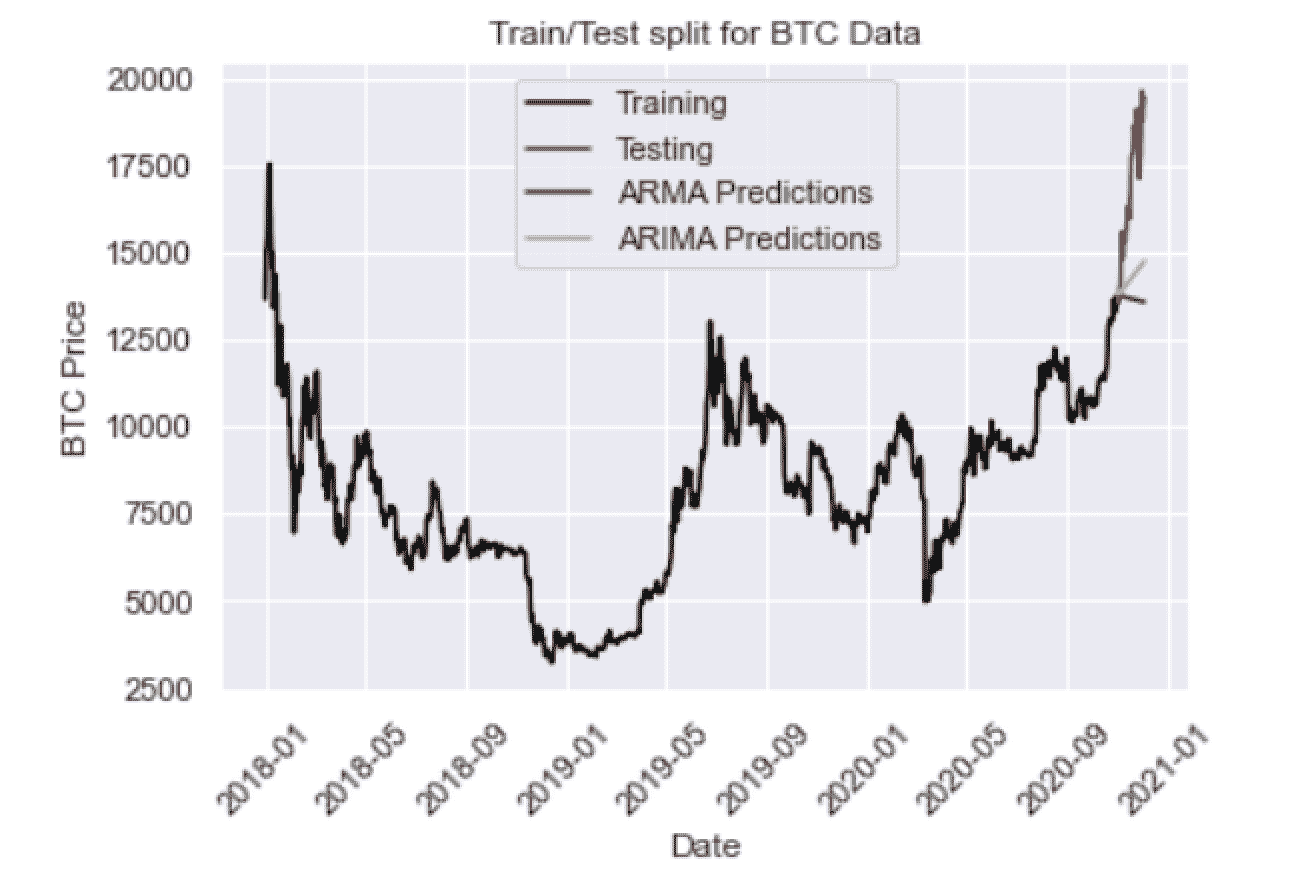 Train/Test split for BTC Data
20000
17500
15000
12500
10000
7500
5000
2500
BTC Price
Training
Testing
ARMA Predictions
ARIMA Predictions
2018-01
2018-05
2018-09
2019-01
2019-05
2019-09
2020-01
2020-05
2020-09
2021-01
Date